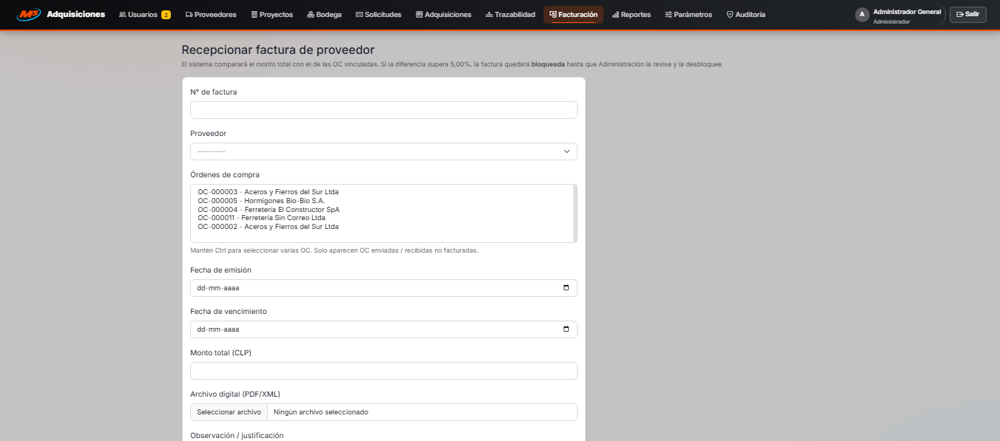 M5 Adquisiciones Usuarios 2 Proveedores Proyectos Bodega Solicitudes Adquisiciones Trazabilidad Facturación Reportes Parámetros Auditoría A Administrador General Salir
Administrador
Recepcionar factura de proveedor
El sistema comparará el monto total con el de las OC vinculadas. Si la diferencia supera 5,00%, la factura quedará bloqueada hasta que Administración la revise y la desbloquee.
N° de factura
Proveedor
---------
Órdenes de compra
OC-000003 - Aceros y Fierros del Sur Ltda
OC-000005 - Hormigones Bío-Bío S.A.
OC-000004 - Ferretería El Constructor SpA
OC-000011 - Ferretería Sin Correo Ltda
OC-000002 - Aceros y Fierros del Sur Ltda
Mantén Ctrl para seleccionar varias OC. Solo aparecen OC enviadas / recibidas no facturadas.
Fecha de emisión
dd-mm-aaaa
Fecha de vencimiento
dd-mm-aaaa
Monto total (CLP)
Archivo digital (PDF/XML)
Seleccionar archivo Ningún archivo seleccionado
Observación / justificación